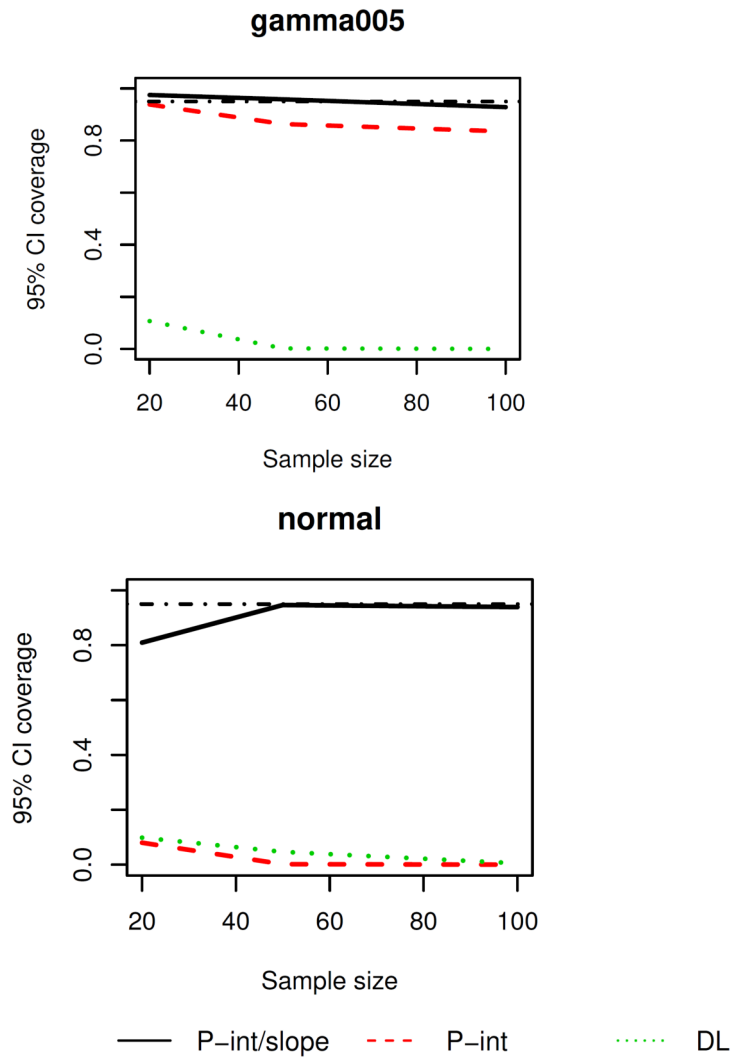 gamma005
95% CI coverage
0.8
0.4
0.0
20 40 60 80 100
Sample size
normal
95% CI coverage
0.8
0.4
0.0
20 40 60 80 100
Sample size
P−int/slope P−int DL